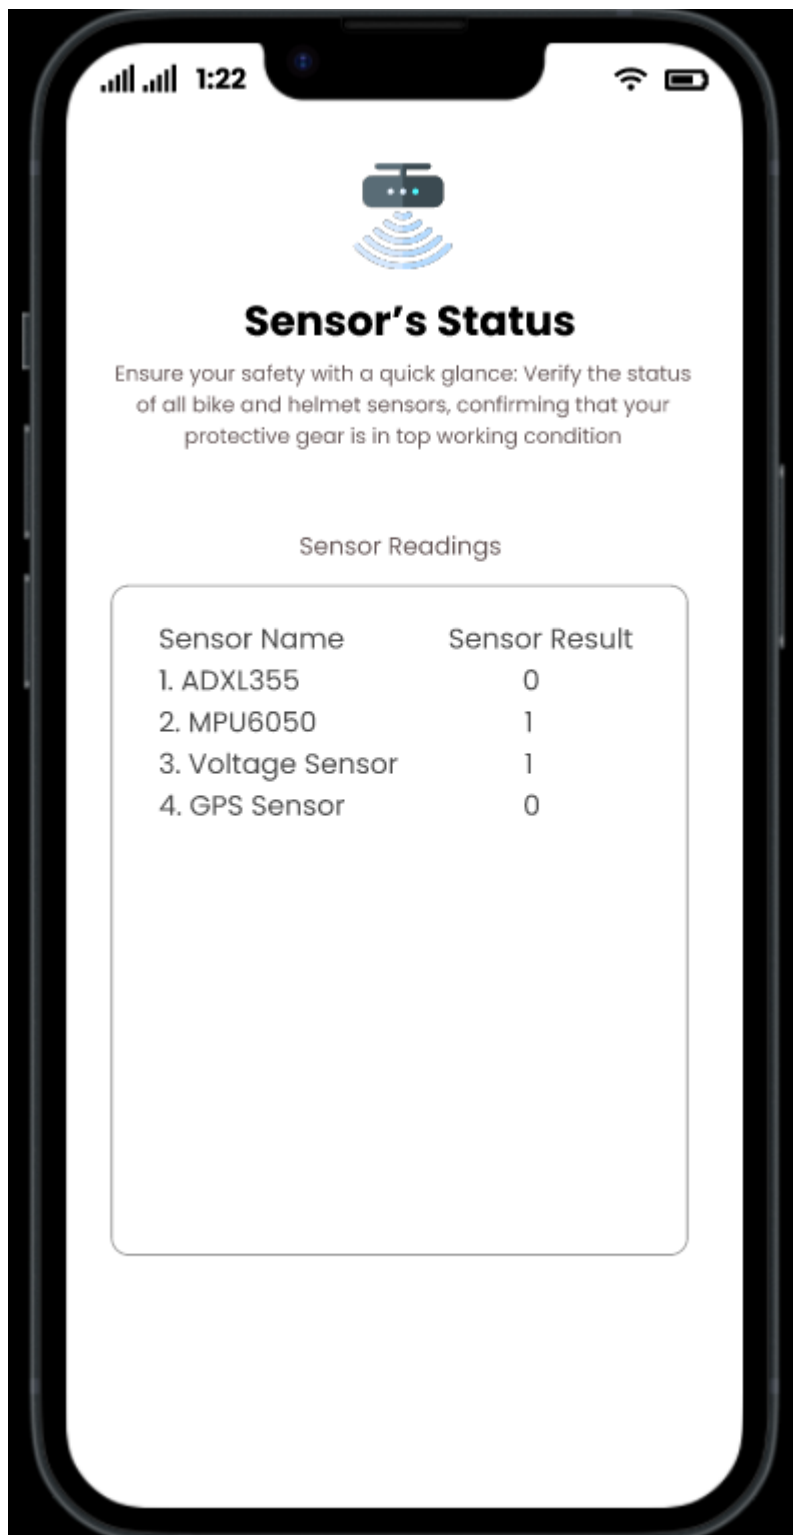 1:22
Sensor's Status
Ensure your safety with a quick glance: Verify the status
of all bike and helmet sensors, confirming that your
protective gear is in top working condition
Sensor Readings
Sensor Name Sensor Result
1. ADXL355 0
2. MPU6050 1
3. Voltage Sensor 1
4. GPS Sensor 0